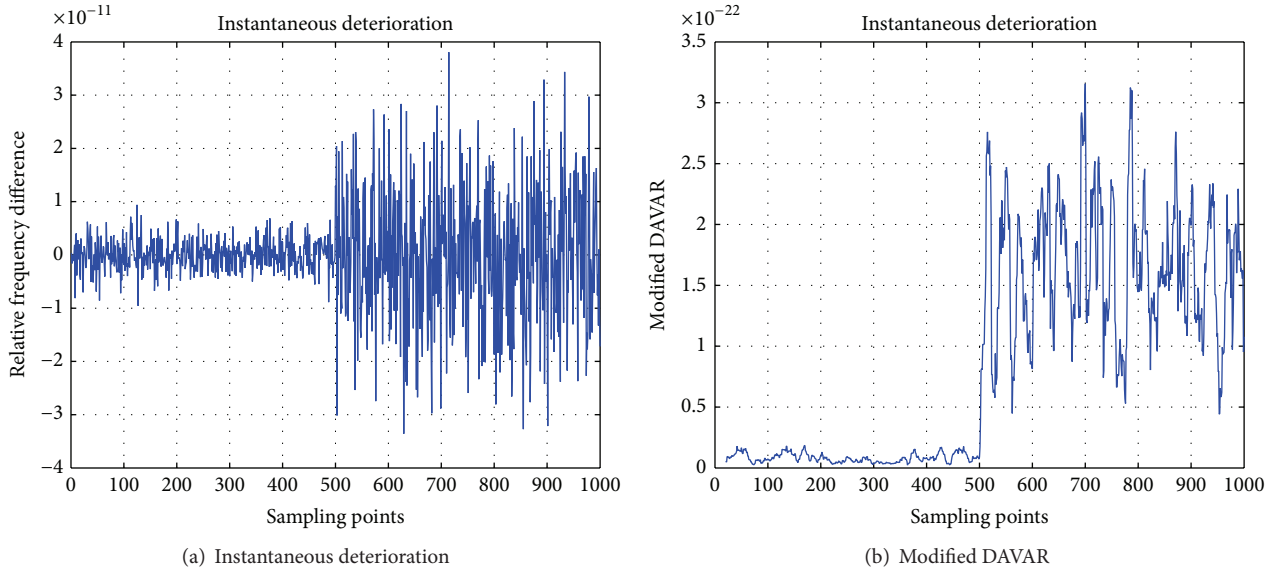 ×10⁻¹¹
Instantaneous deterioration
4
3
2
1
0
−1
−2
−3
−4
Relative frequency difference
0 100 200 300 400 500 600 700 800 900 1000
Sampling points
(a) Instantaneous deterioration
×10⁻²²
Instantaneous deterioration
3.5
3
2.5
2
1.5
1
0.5
0
Modified DAVAR
0 100 200 300 400 500 600 700 800 900 1000
Sampling points
(b) Modified DAVAR